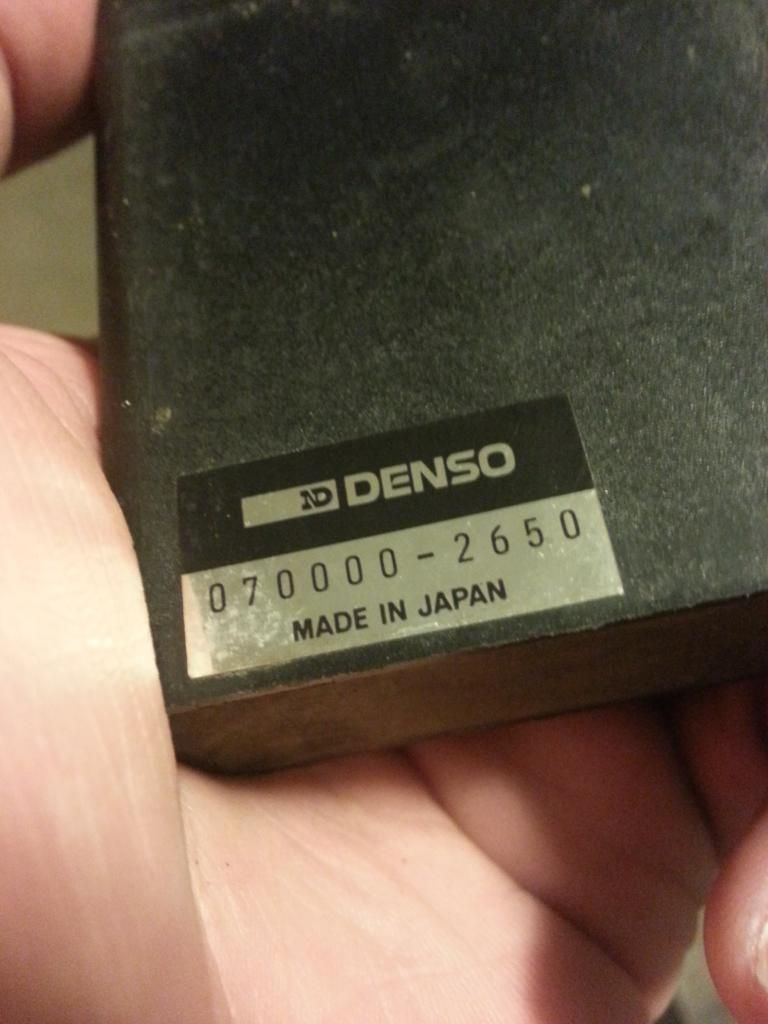 ND DENSO
070000-2650
MADE IN JAPAN